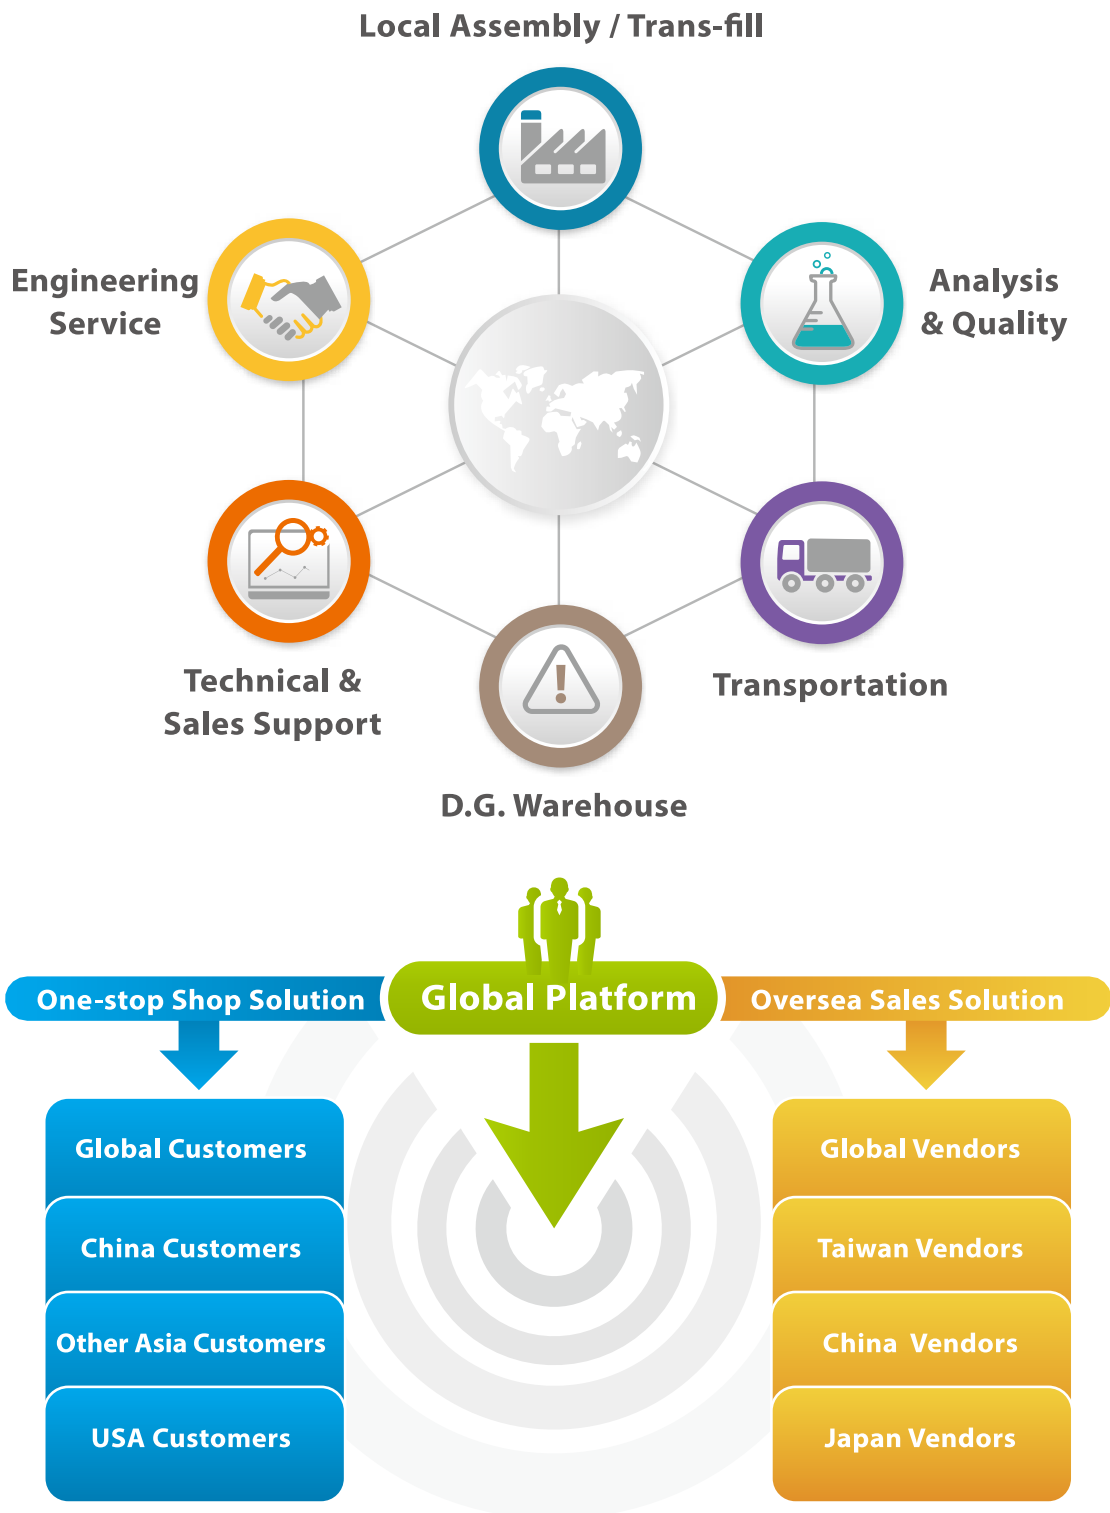 Local Assembly / Trans-fill
Engineering
Service
Analysis
& Quality
Technical &
Sales Support
Transportation
D.G. Warehouse
One-stop Shop Solution
Global Platform
Oversea Sales Solution
Global Customers
China Customers
Other Asia Customers
USA Customers
Global Vendors
Taiwan Vendors
China  Vendors
Japan Vendors